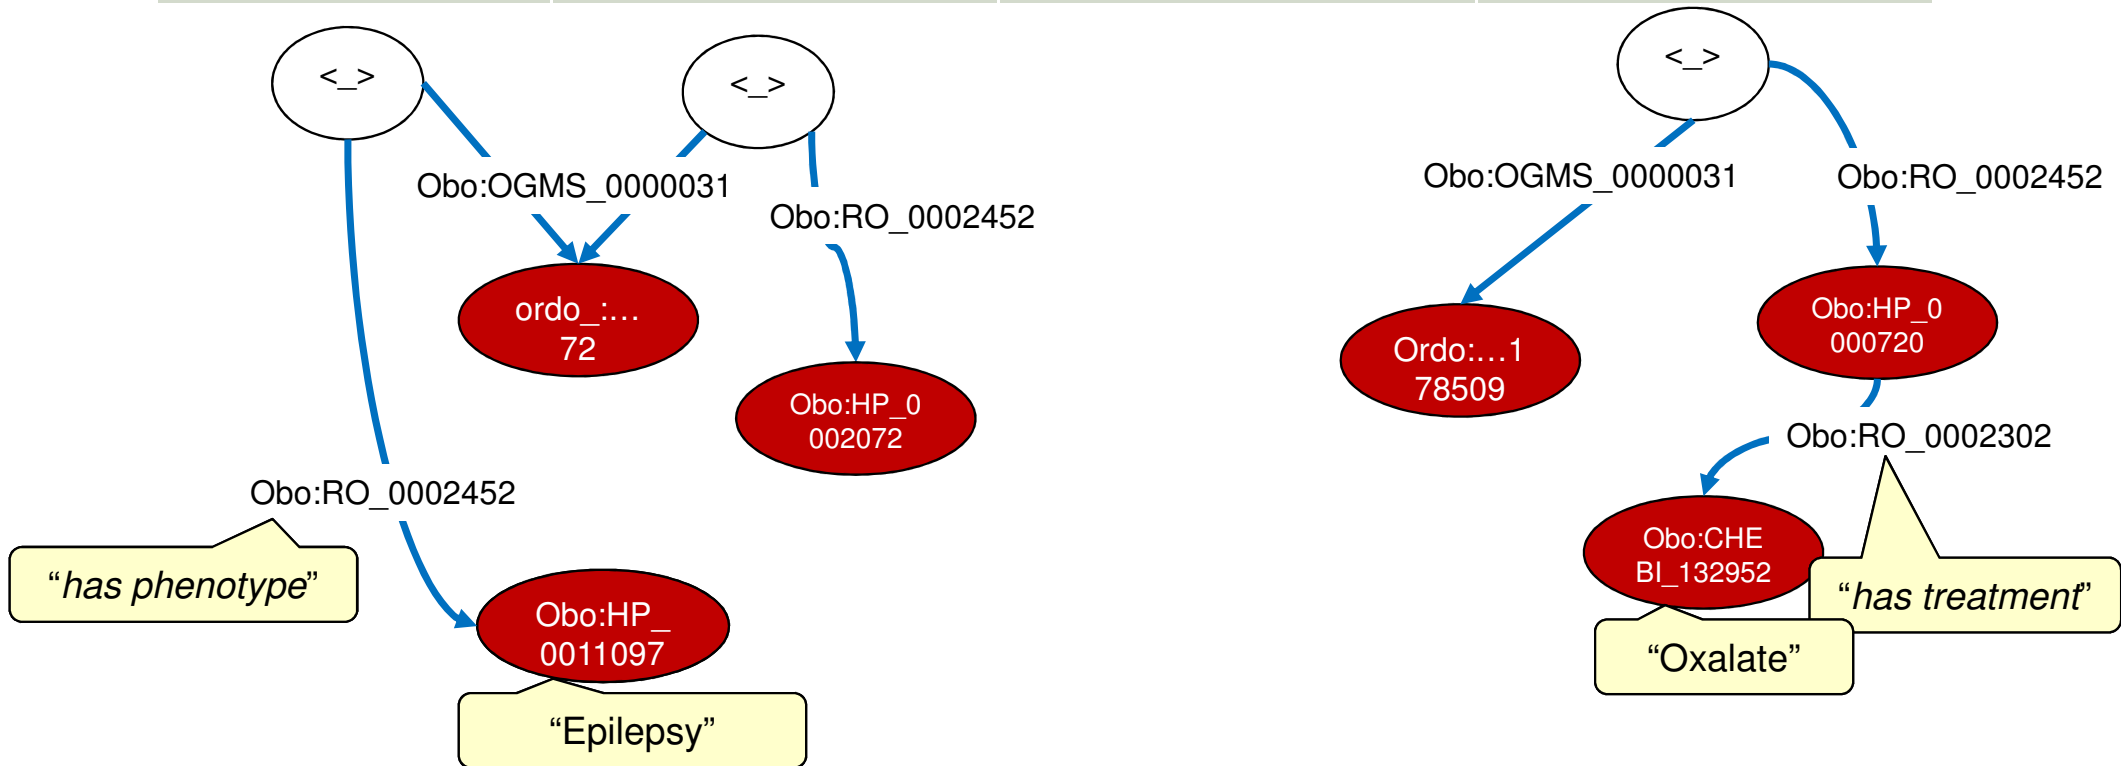 <_>
<_>
<_>
Obo:OGMS_0000031
Obo:RO_0002452
Obo:OGMS_0000031
Obo:RO_0002452
ordo_:...
72
Obo:HP_0
002072
Ordo:...1
78509
Obo:HP_0
000720
Obo:RO_0002302
Obo:RO_0002452
“has phenotype”
Obo:HP_
0011097
“Epilepsy”
Obo:CHE
BI_132952
“has treatment”
“Oxalate”